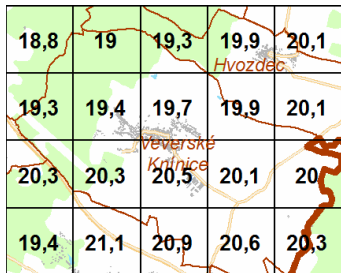 18,8 19 19,3 19,9 20,1
Hvozdec
19,3 19,4 19,7 19,9 20,1
Veverské
Knínice
20,3 20,3 20,5 20,1 20
19,4 21,1 20,9 20,6 20,3